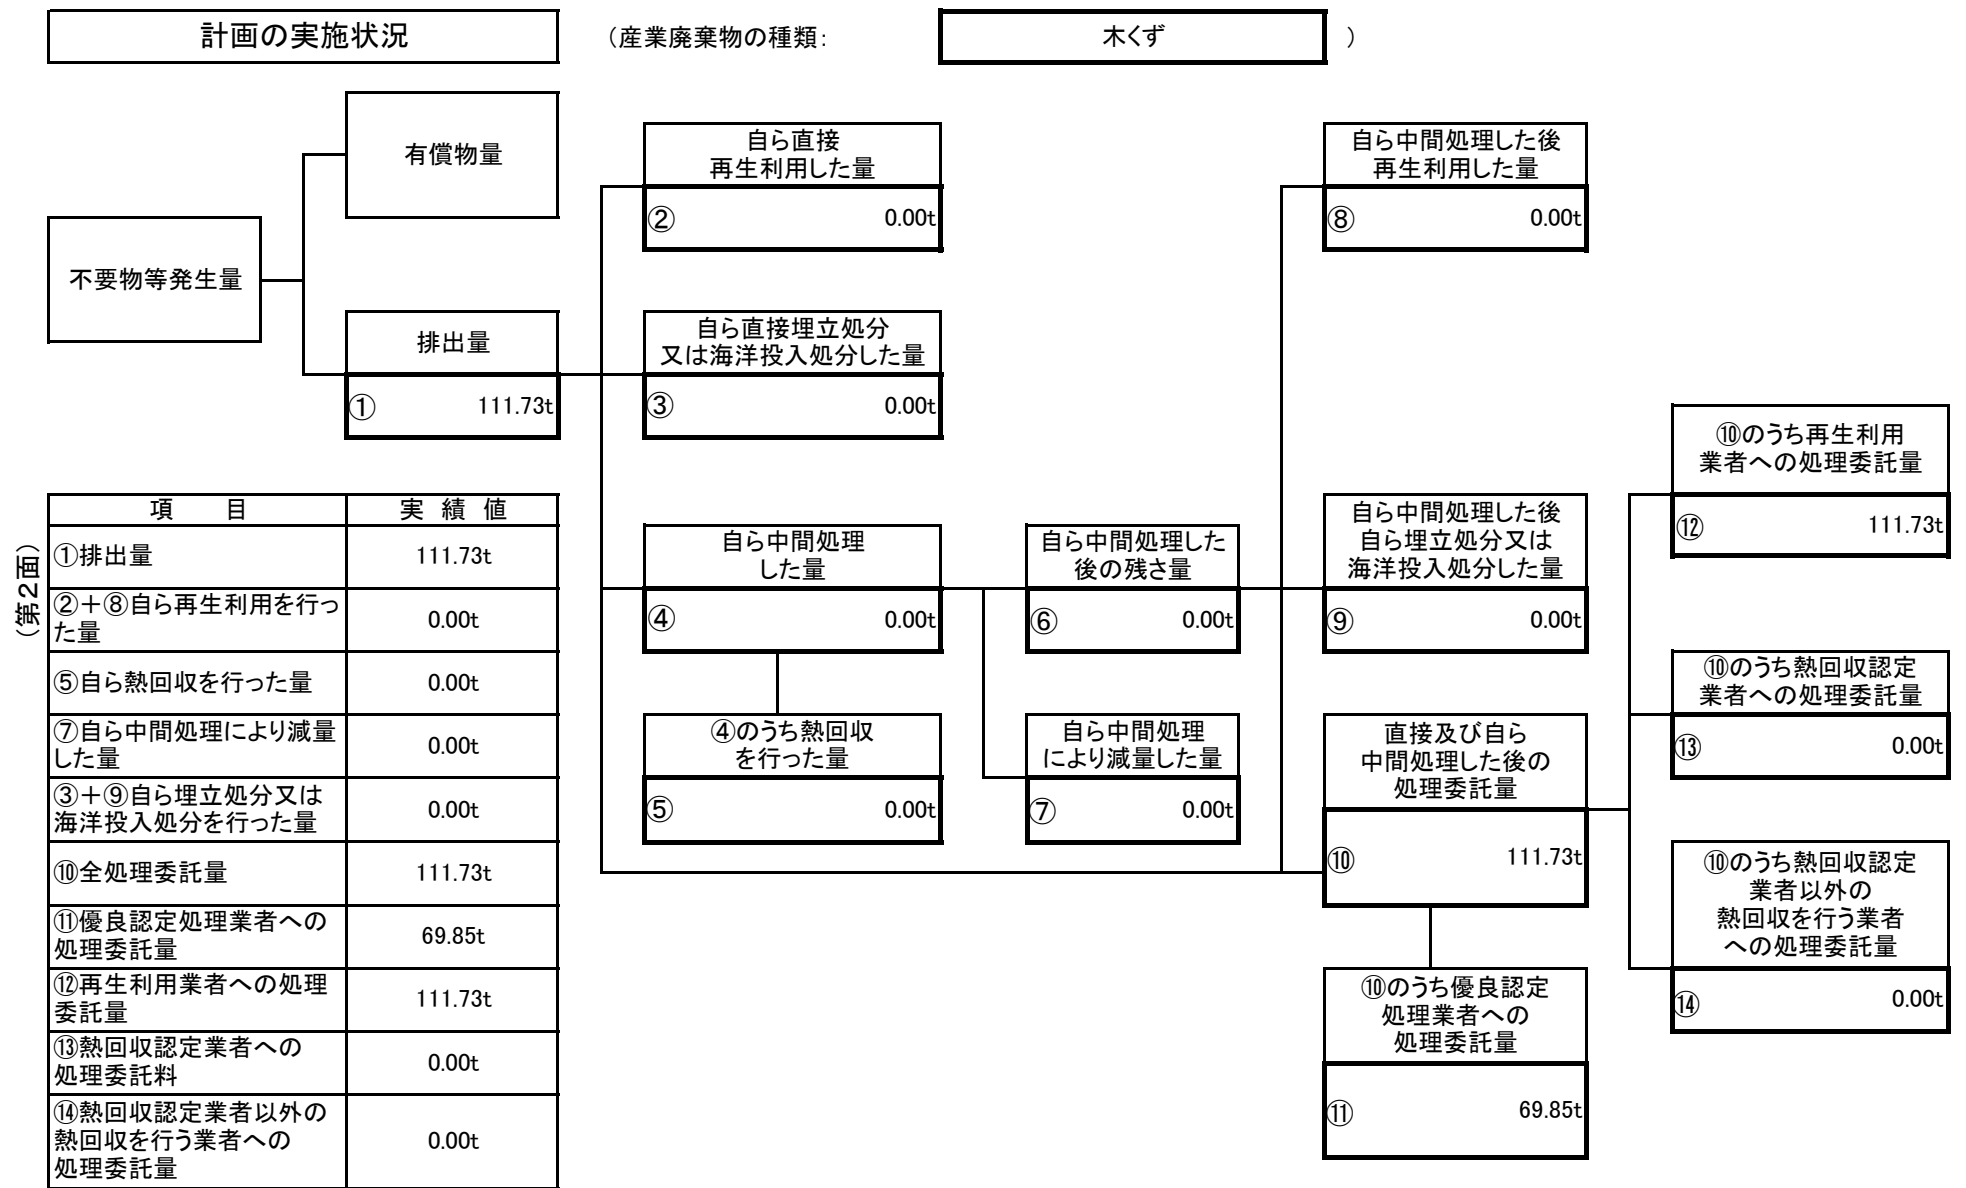 計画の実施状況
（産業廃棄物の種類：
木くず
）
有償物量
不要物等発生量
排出量
① 111.73t
自ら直接
再生利用した量
② 0.00t
自ら直接埋立処分
又は海洋投入処分した量
③ 0.00t
自ら中間処理
した量
④ 0.00t
④のうち熱回収
を行った量
⑤ 0.00t
自ら中間処理した
後の残さ量
⑥ 0.00t
自ら中間処理
により減量した量
⑦ 0.00t
自ら中間処理した後
再生利用した量
⑧ 0.00t
自ら中間処理した後
自ら埋立処分又は
海洋投入処分した量
⑨ 0.00t
直接及び自ら
中間処理した後の
処理委託量
⑩ 111.73t
⑩のうち優良認定
処理業者への
処理委託量
⑪ 69.85t
⑩のうち再生利用
業者への処理委託量
⑫ 111.73t
⑩のうち熱回収認定
業者への処理委託量
⑬ 0.00t
⑩のうち熱回収認定
業者以外の
熱回収を行う業者
への処理委託量
⑭ 0.00t
（第２面）
項　目 実 績 値
①排出量 111.73t
②＋⑧自ら再生利用を行っ
た量
0.00t
⑤自ら熱回収を行った量 0.00t
⑦自ら中間処理により減量
した量
0.00t
③＋⑨自ら埋立処分又は
海洋投入処分を行った量
0.00t
⑩全処理委託量 111.73t
⑪優良認定処理業者への
処理委託量
69.85t
⑫再生利用業者への処理
委託量
111.73t
⑬熱回収認定業者への
処理委託料
0.00t
⑭熱回収認定業者以外の
熱回収を行う業者への
処理委託量
0.00t